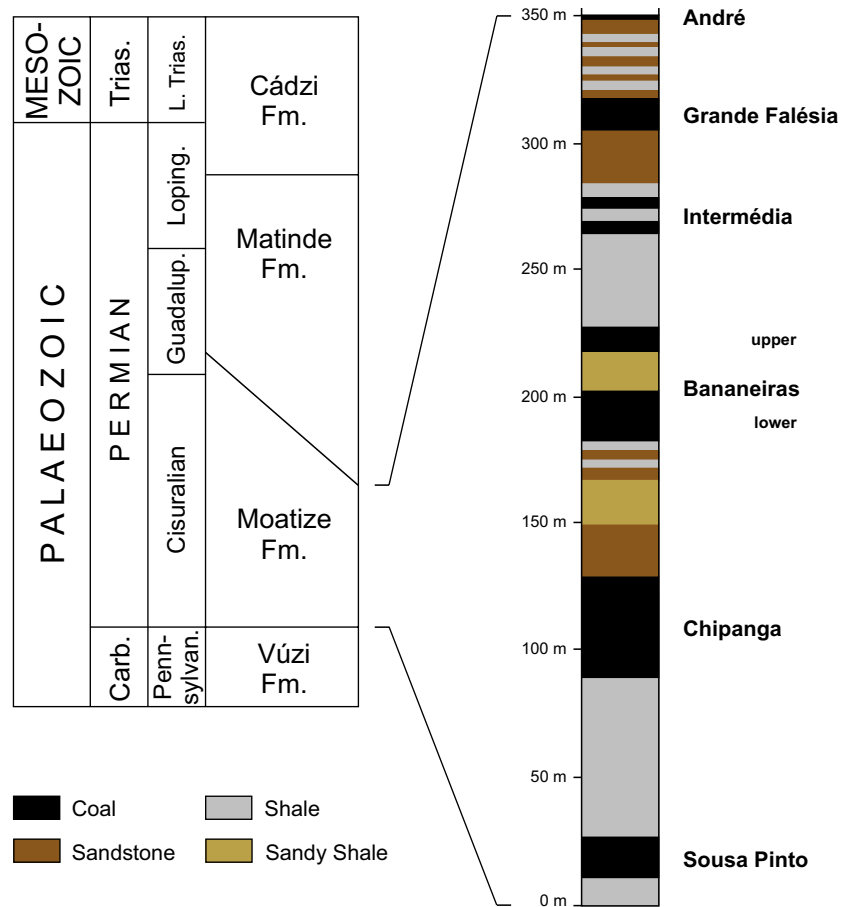 MESO-
ZOIC
PALAEOZOIC
Trias.
PERMIAN
Carb.
L. Trias.
Loping.
Guadalup.
Cisuralian
Penn-
sylvan.
Cádzi
Fm.
Matinde
Fm.
Moatize
Fm.
Vúzi
Fm.
Coal
Shale
Sandstone
Sandy Shale
350 m
300 m
250 m
200 m
150 m
100 m
50 m
0 m
André
Grande Falésia
Intermédia
upper
Bananeiras
lower
Chipanga
Sousa Pinto